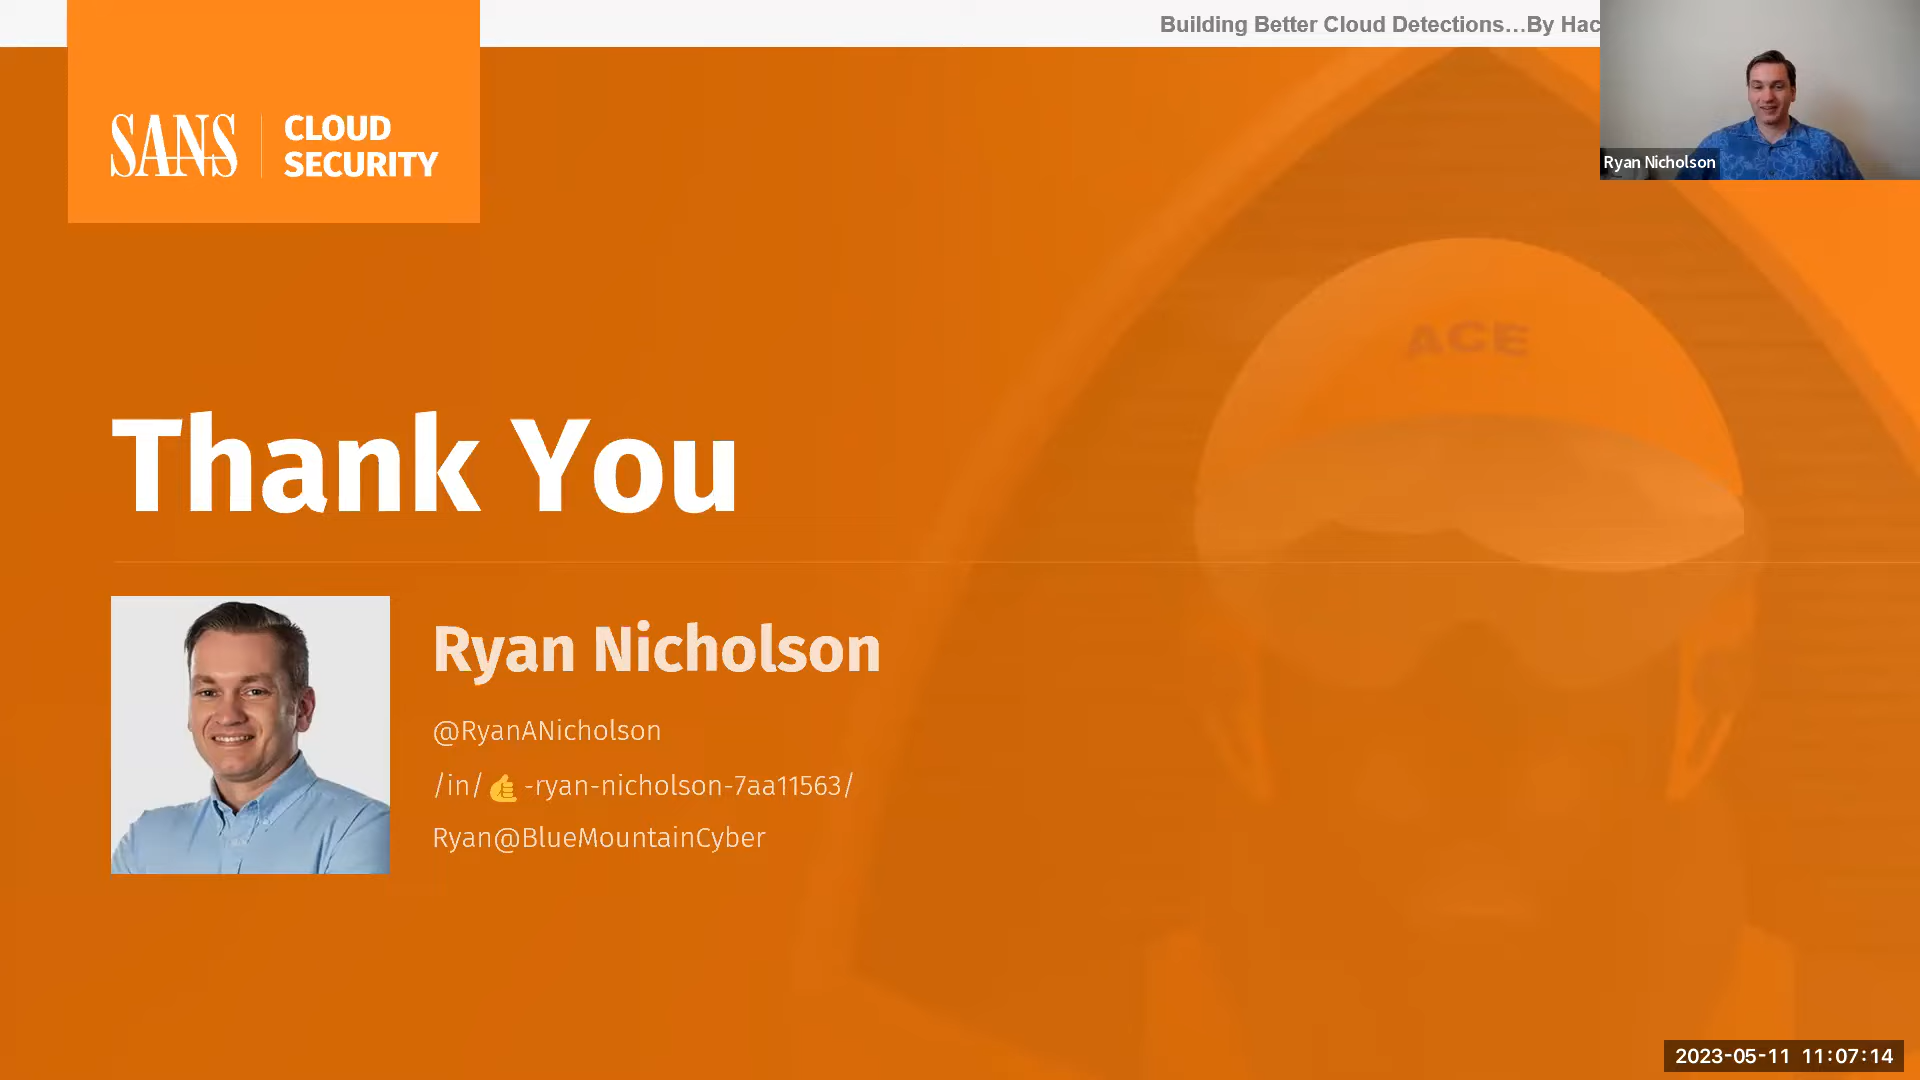 Building Better Cloud Detections…By Hac
SANS
CLOUD
SECURITY
Ryan Nicholson
ACE
Thank You
Ryan Nicholson
@RyanANicholson
/in/🤙-ryan-nicholson-7aa11563/
Ryan@BlueMountainCyber
2023-05-11 11:07:14